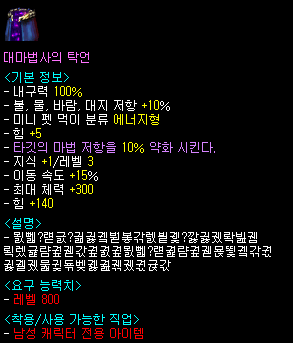 대마법사의 탁언
<기본 정보>
- 내구력 100%
- 불, 물, 바람, 대지 저항 +10%
- 미니 펫 먹이 분류 에너지형
- 힘 +5
- 타깃의 마법 저항을 10% 약화 시킨다.
- 지식 +1/레벨 3
- 이동 속도 +15%
- 최대 체력 +300
- 힘 +140
<설명>
<요구 능력치>
- 레벨 800
<착용/사용 가능한 직업>
- 남성 캐릭터 전용 아이템